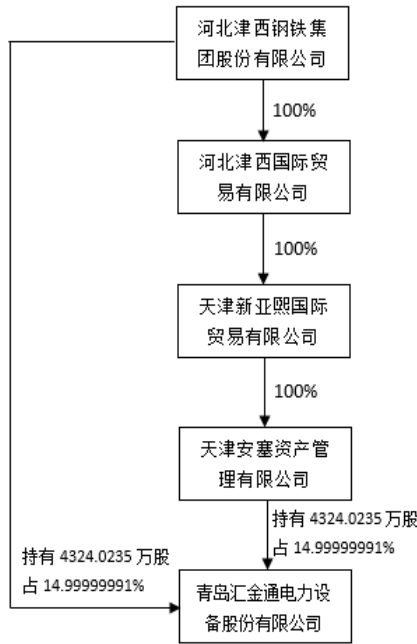 河北津西钢铁集
团股份有限公司
100%
河北津西国际贸
易有限公司
100%
天津新亚熙国际
贸易有限公司
100%
天津安塞资产管
理有限公司
持有 4324.0235 万股
占 14.99999991%
持有 4324.0235 万股
占 14.99999991%
青岛汇金通电力设
备股份有限公司